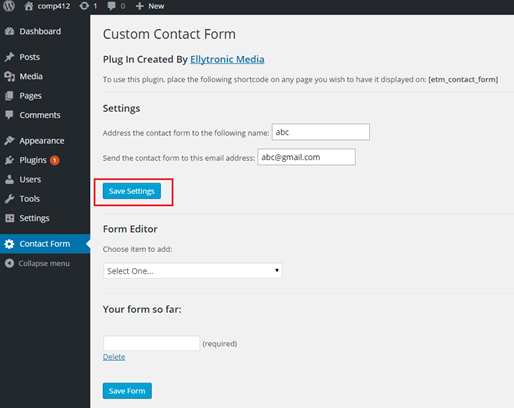 comp412 1 0 + New
Dashboard
Posts
Media
Pages
Comments
Appearance
Plugins 1
Users
Tools
Settings
Contact Form
Collapse menu
Custom Contact Form
Plug In Created By Ellytronic Media
To use this plugin, place the following shortcode on any page you wish to have it displayed on: [etm_contact_form]
Settings
Address the contact form to the following name: abc
Send the contact form to this email address: abc@gmail.com
Save Settings
Form Editor
Choose item to add:
Select One...
Your form so far:
(required)
Delete
Save Form